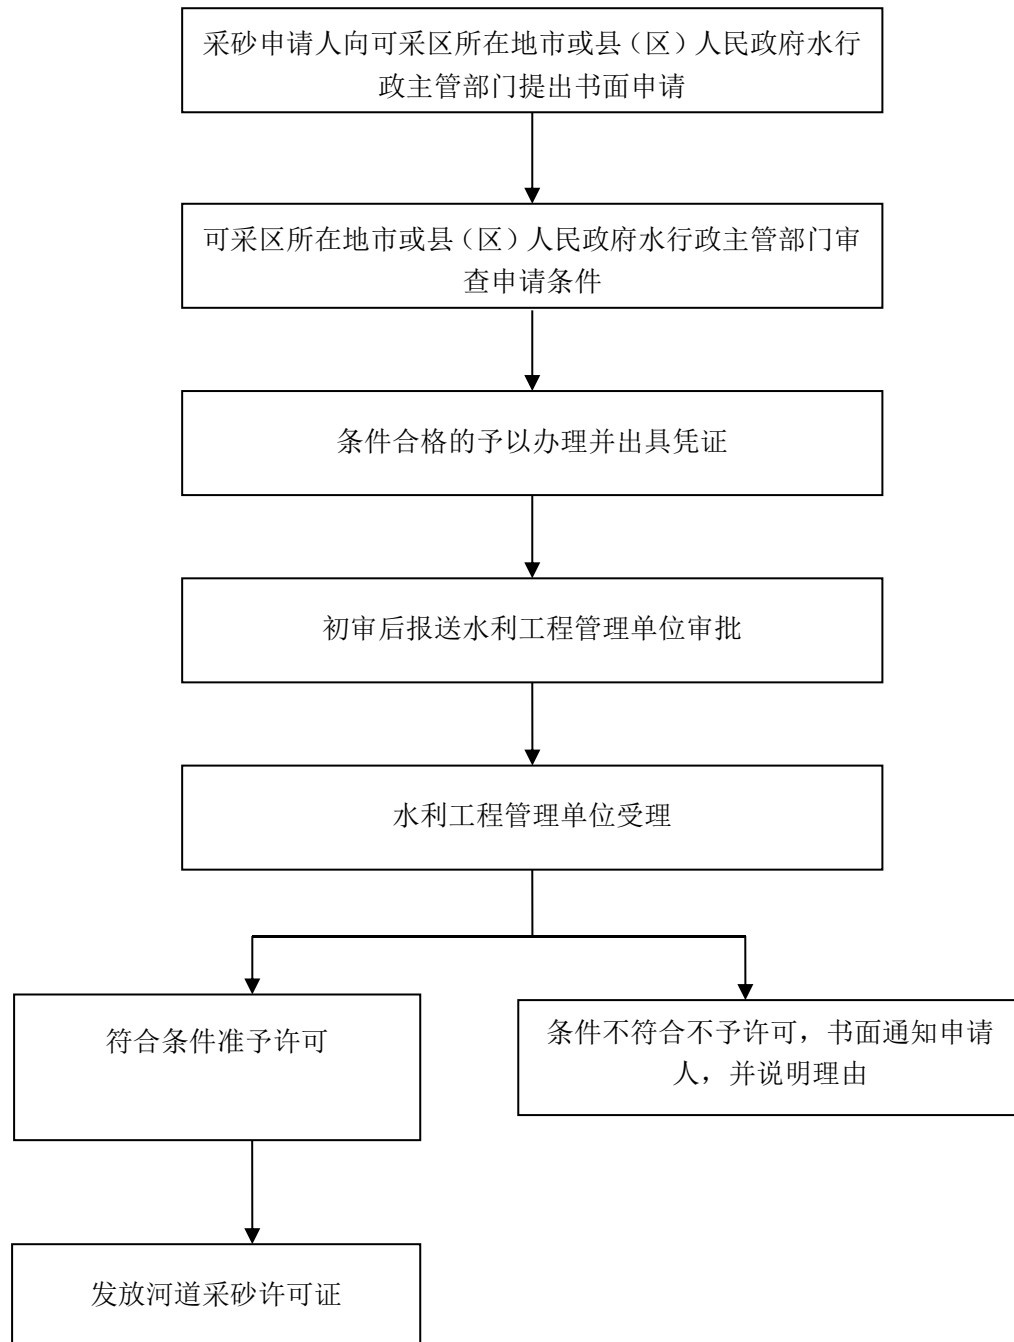 采砂申请人向可采区所在地市或县（区）人民政府水行
政主管部门提出书面申请
可采区所在地市或县（区）人民政府水行政主管部门审
查申请条件
条件合格的予以办理并出具凭证
初审后报送水利工程管理单位审批
水利工程管理单位受理
符合条件准予许可
条件不符合不予许可，书面通知申请
人，并说明理由
发放河道采砂许可证